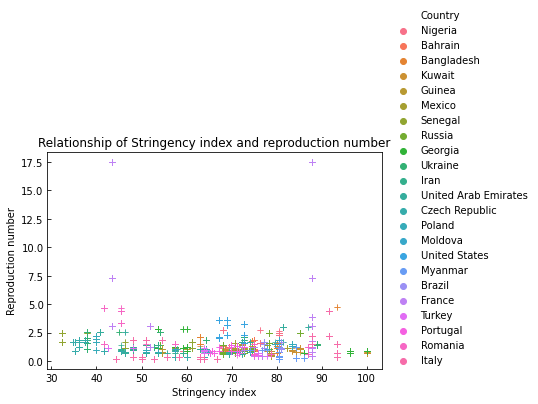 Country
Nigeria
Bahrain
Bangladesh
Kuwait
Guinea
Mexico
Senegal
Russia
Georgia
Ukraine
Iran
United Arab Emirates
Czech Republic
Poland
Moldova
United States
Myanmar
Brazil
France
Turkey
Portugal
Romania
Italy
Relationship of Stringency index and reproduction number
Reproduction number
17.5
15.0
12.5
10.0
7.5
5.0
2.5
0.0
30 40 50 60 70 80 90 100
Stringency index